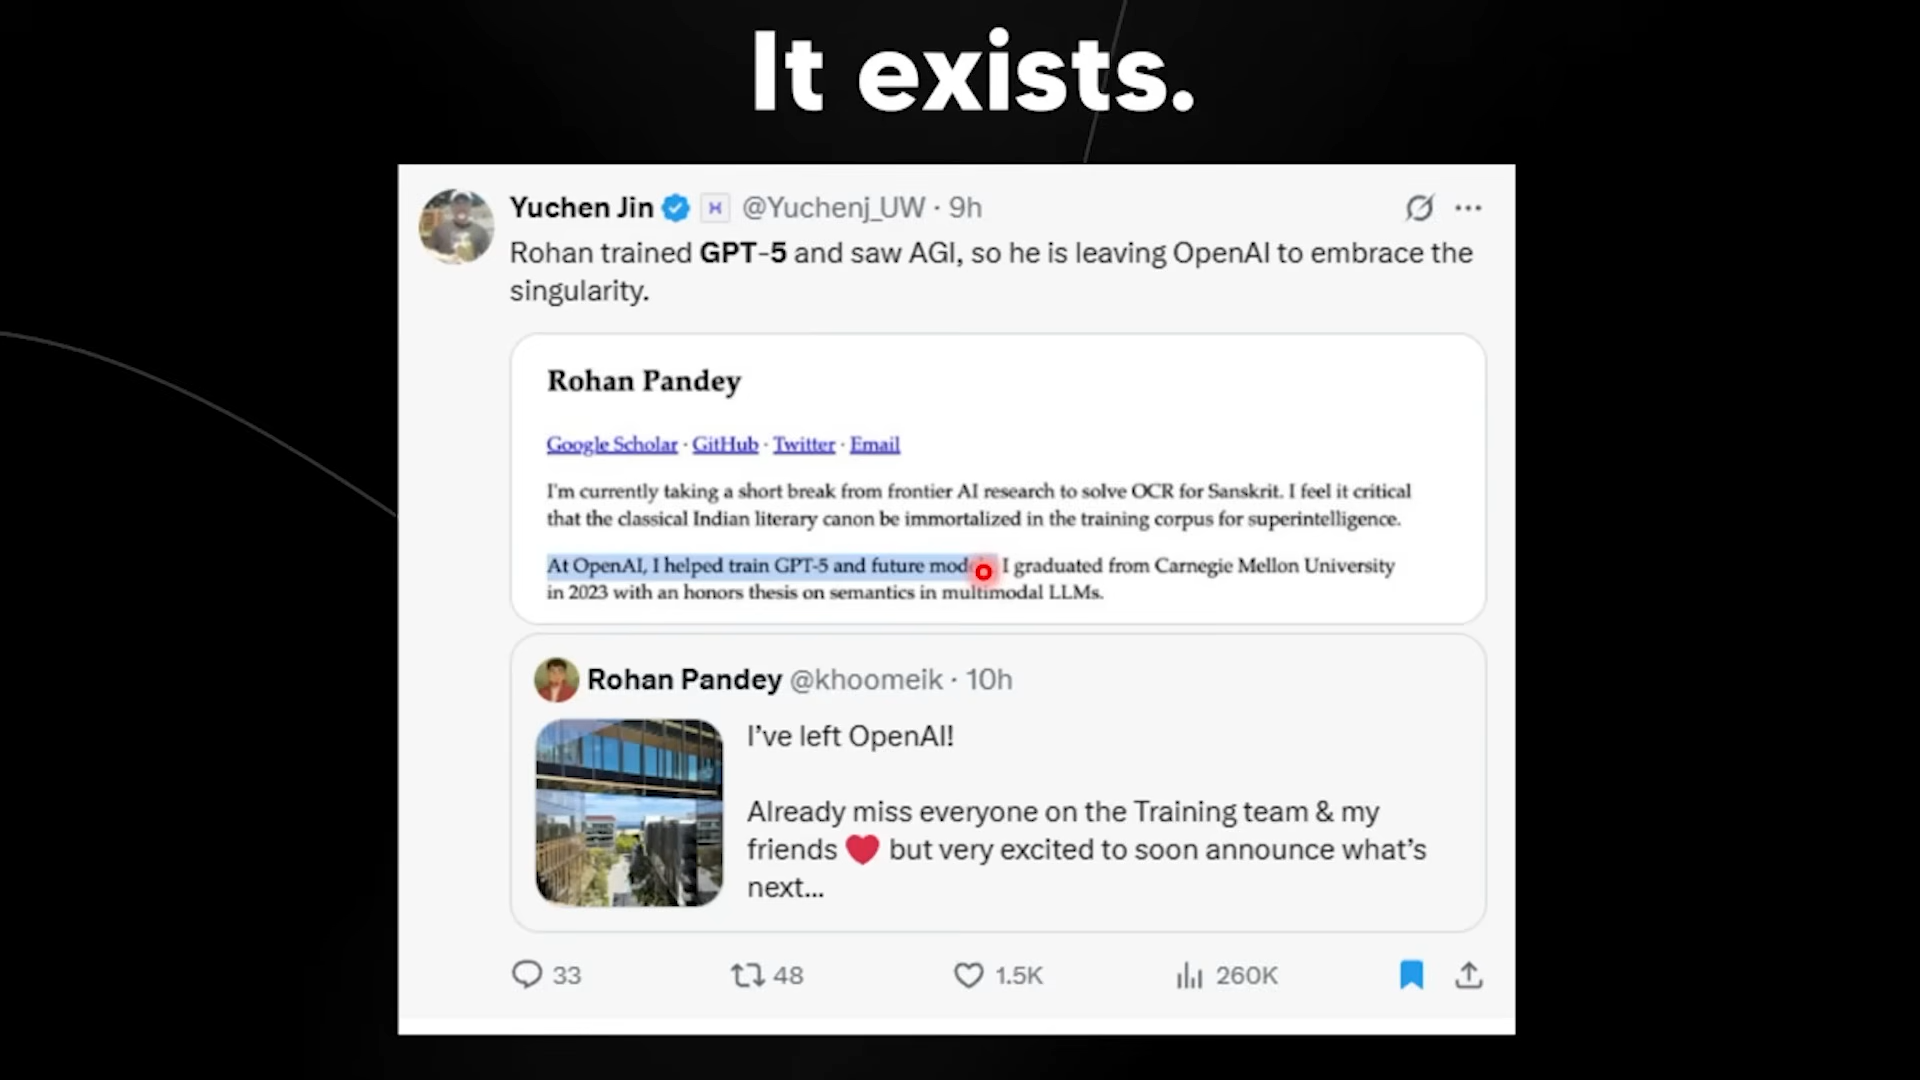 It exists.
Yuchen Jin @Yuchenj_UW · 9h
Rohan trained GPT-5 and saw AGI, so he is leaving OpenAI to embrace the
singularity.
Rohan Pandey
Google Scholar · GitHub · Twitter · Email
I'm currently taking a short break from frontier AI research to solve OCR for Sanskrit. I feel it critical
that the classical Indian literary canon be immortalized in the training corpus for superintelligence.
At OpenAI, I helped train GPT-5 and future I graduated from Carnegie Mellon University
in 2023 with an honors thesis on semantics in multimodal LLMs.
Rohan Pandey @khoomeik · 10h
I've left OpenAI!
Already miss everyone on the Training team & my
friends ❤️ but very excited to soon announce what's
next...
33 48 1.5K 260K